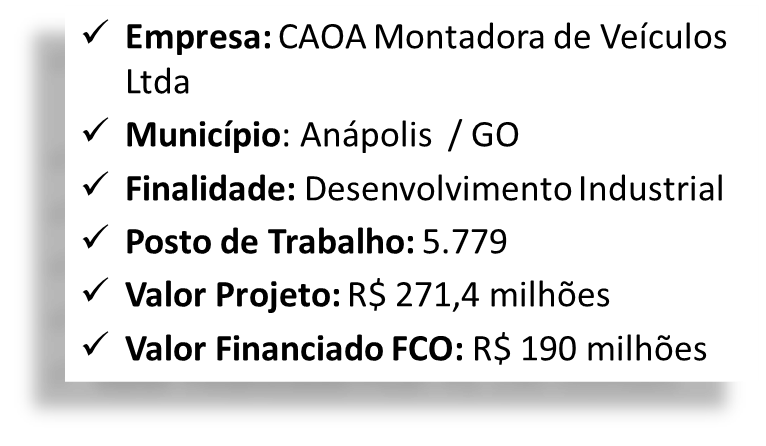 ✓ Empresa: CAOA Montadora de Veículos
Ltda
✓ Município: Anápolis / GO
✓ Finalidade: Desenvolvimento Industrial
✓ Posto de Trabalho: 5.779
✓ Valor Projeto: R$ 271,4 milhões
✓ Valor Financiado FCO: R$ 190 milhões